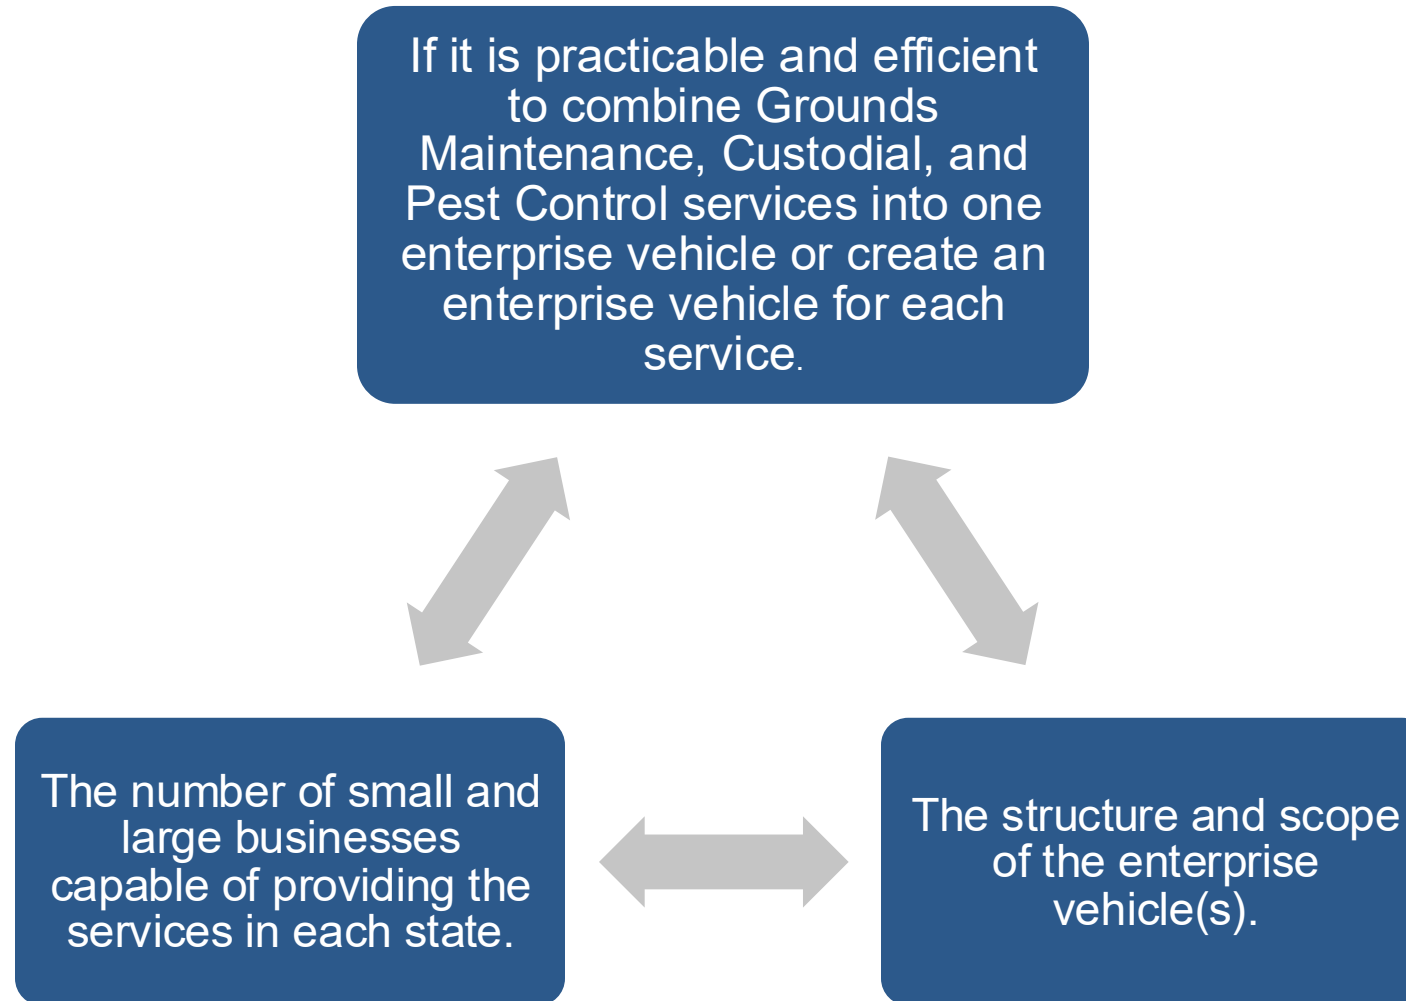 If it is practicable and efficient
to combine Grounds
Maintenance, Custodial, and
Pest Control services into one
enterprise vehicle or create an
enterprise vehicle for each
service.
The number of small and
large businesses
capable of providing the
services in each state.
The structure and scope
of the enterprise
vehicle(s).